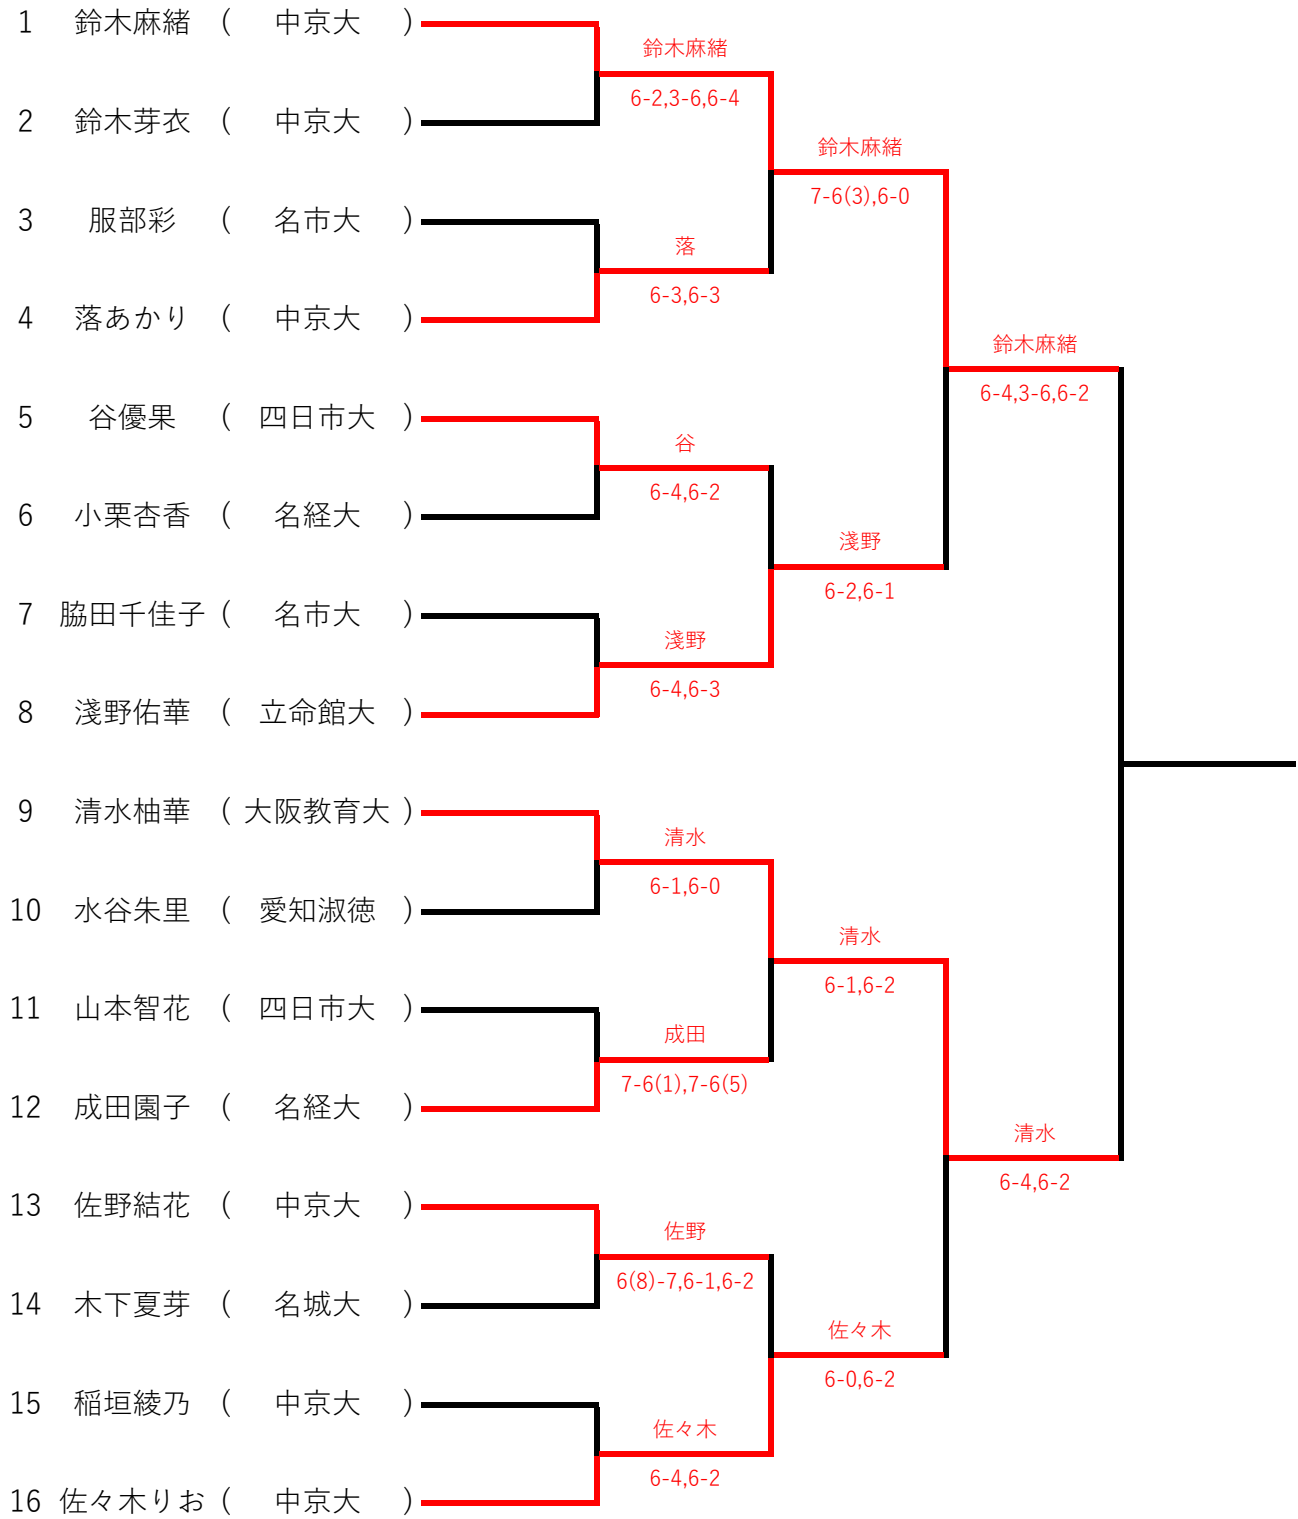 1 鈴木麻緒 ( 中京大 )
鈴木麻緒
6-2,3-6,6-4
2 鈴木芽衣 ( 中京大 )
鈴木麻緒
7-6(3),6-0
3 服部彩 ( 名市大 )
落
6-3,6-3
4 落あかり ( 中京大 )
鈴木麻緒
6-4,3-6,6-2
5 谷優果 ( 四日市大 )
谷
6-4,6-2
6 小栗杏香 ( 名経大 )
淺野
6-2,6-1
7 脇田千佳子 ( 名市大 )
淺野
6-4,6-3
8 淺野佑華 ( 立命館大 )
9 清水柚華 ( 大阪教育大 )
清水
6-1,6-0
10 水谷朱里 ( 愛知淑徳 )
清水
6-1,6-2
11 山本智花 ( 四日市大 )
成田
7-6(1),7-6(5)
12 成田園子 ( 名経大 )
清水
6-4,6-2
13 佐野結花 ( 中京大 )
佐野
6(8)-7,6-1,6-2
14 木下夏芽 ( 名城大 )
佐々木
6-0,6-2
15 稲垣綾乃 ( 中京大 )
佐々木
6-4,6-2
16 佐々木りお ( 中京大 )